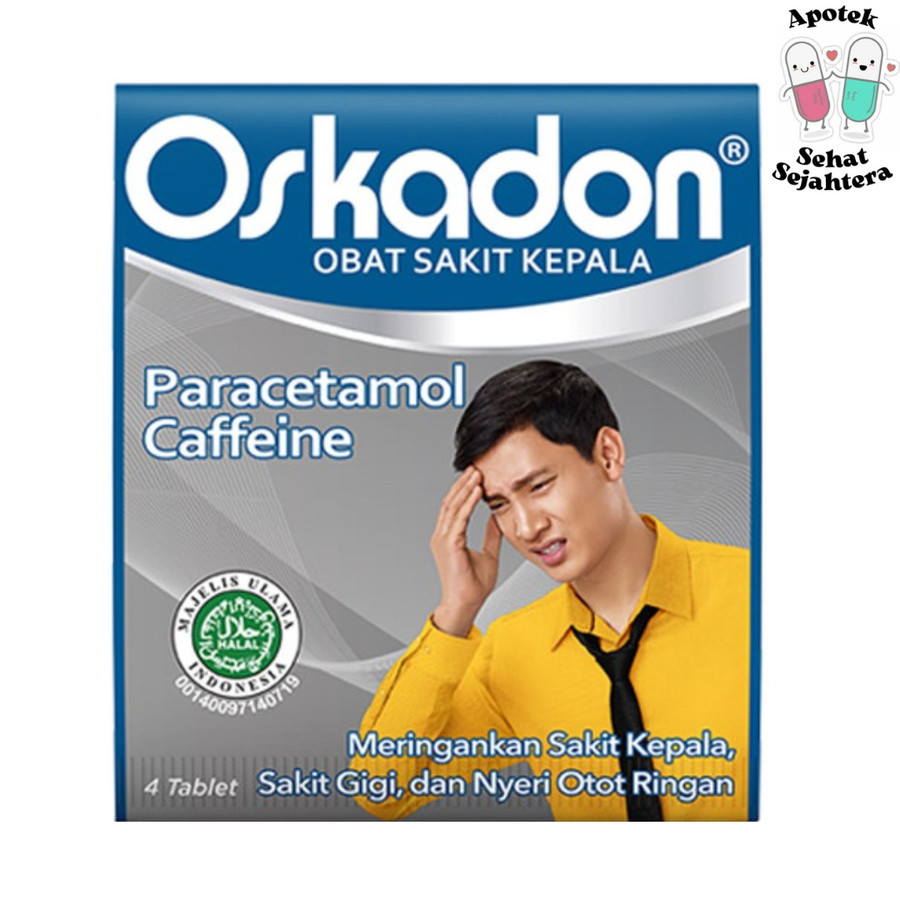 Apotek
Sehat
Sejahtera
Oskadon®
OBAT SAKIT KEPALA
Paracetamol
Caffeine
MAJELIS ULAMA
حلال
HALAL
INDONESIA
00140097140719
Meringankan Sakit Kepala,
4 Tablet Sakit Gigi, dan Nyeri Otot Ringan